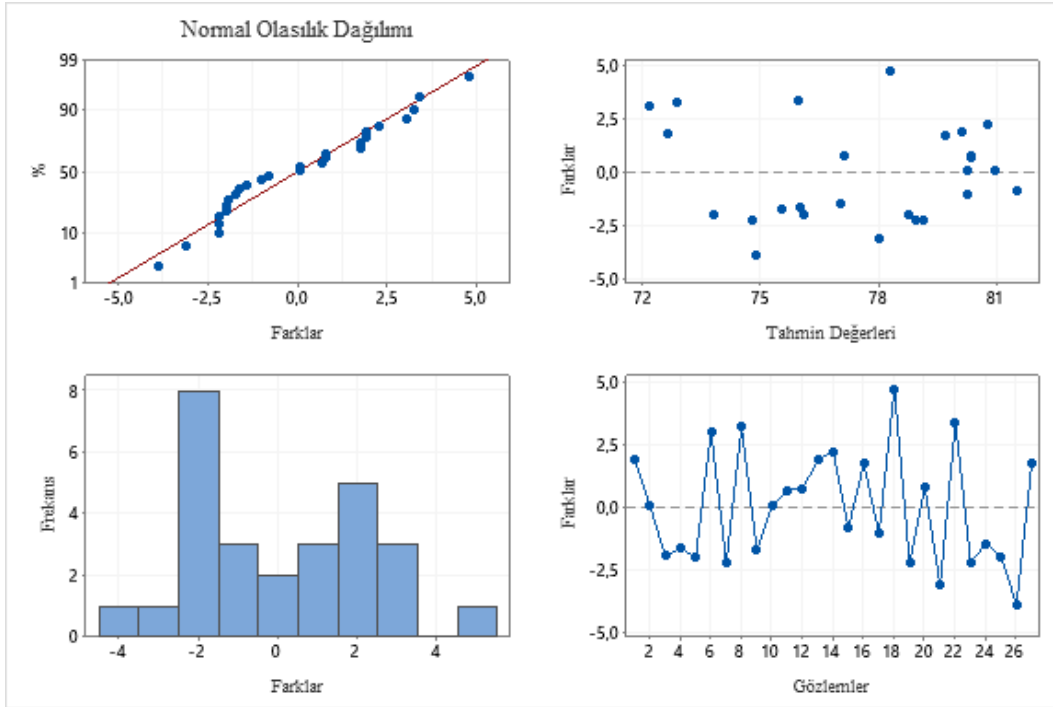 Normal Olasılık Dağılımı
99
90
50
10
1
%
-5,0 -2,5 0,0 2,5 5,0
Farklar
5,0
2,5
0,0
-2,5
-5,0
Farklar
72 75 78 81
Tahmin Değerleri
8
6
4
2
0
Frekans
-4 -2 0 2 4
Farklar
5,0
2,5
0,0
-2,5
-5,0
Farklar
2 4 6 8 10 12 14 16 18 20 22 24 26
Gözlemler